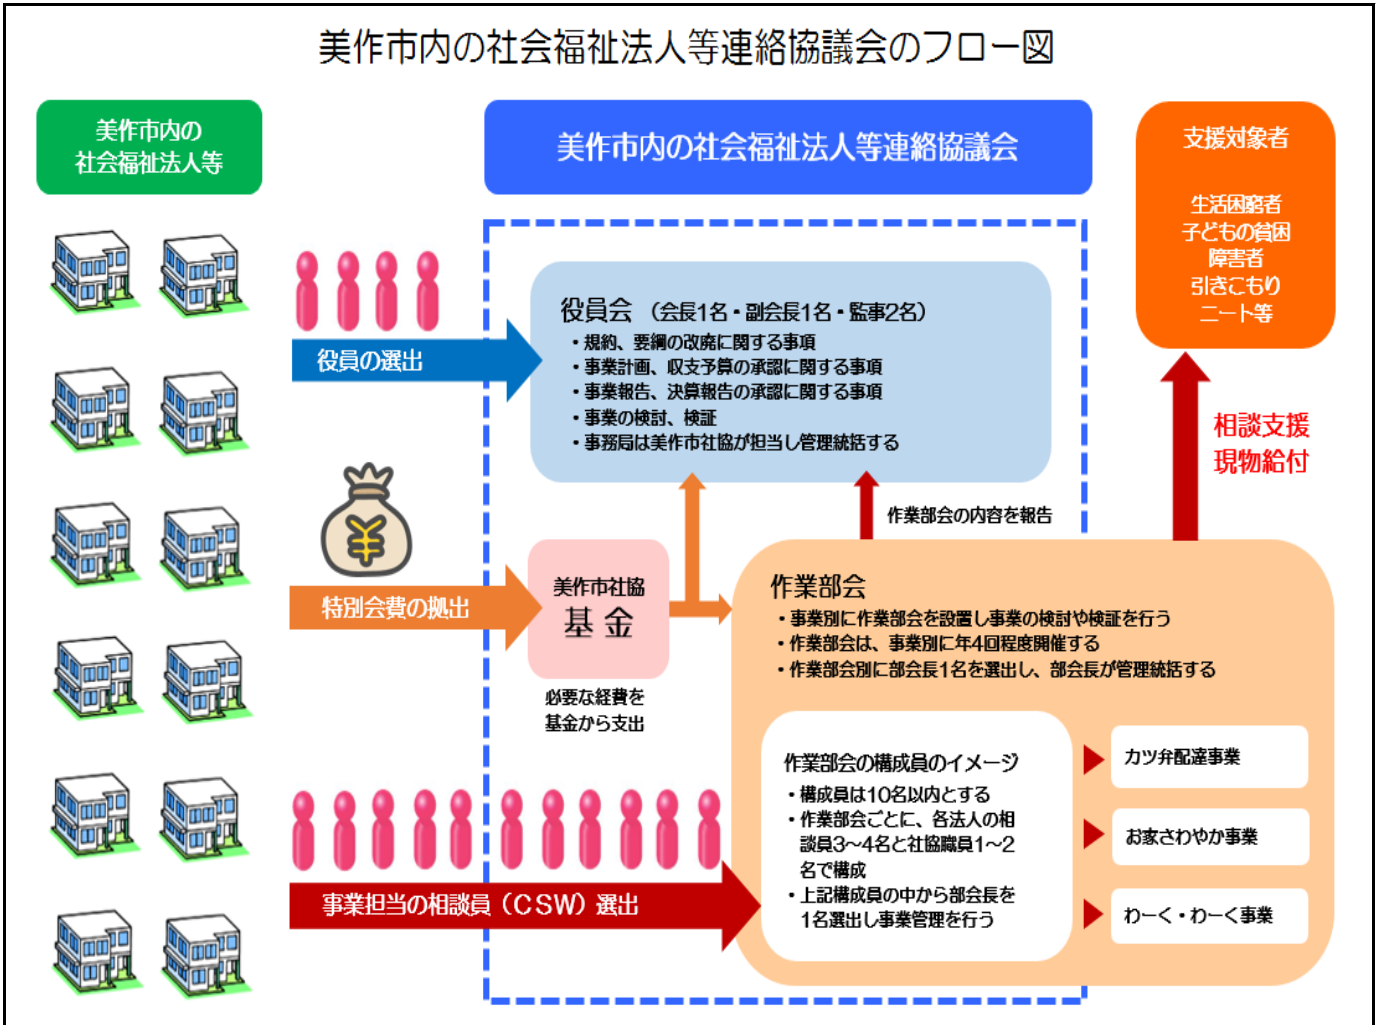 美作市内の社会福祉法人等連絡協議会のフロー図
美作市内の
社会福祉法人等
美作市内の社会福祉法人等連絡協議会
支援対象者
生活困窮者
子どもの貧困
障害者
引きこもり
ニート等
役員の選出
役員会（会長1名・副会長1名・監事2名）
・規約、要綱の改廃に関する事項
・事業計画、収支予算の承認に関する事項
・事業報告、決算報告の承認に関する事項
・事業の検討、検証
・事務局は美作市社協が担当し管理統括する
相談支援
現物給付
作業部会の内容を報告
特別会費の拠出
美作市社協
基金
必要な経費を
基金から支出
作業部会
・事業別に作業部会を設置し事業の検討や検証を行う
・作業部会は、事業別に年4回程度開催する
・作業部会別に部会長1名を選出し、部会長が管理統括する
事業担当の相談員（CSW）選出
作業部会の構成員のイメージ
・構成員は10名以内とする
・作業部会ごとに、各法人の相
談員3～4名と社協職員1～2
名で構成
・上記構成員の中から部会長を
1名選出し事業管理を行う
カツ弁配達事業
お家さわやか事業
わーく・わーく事業